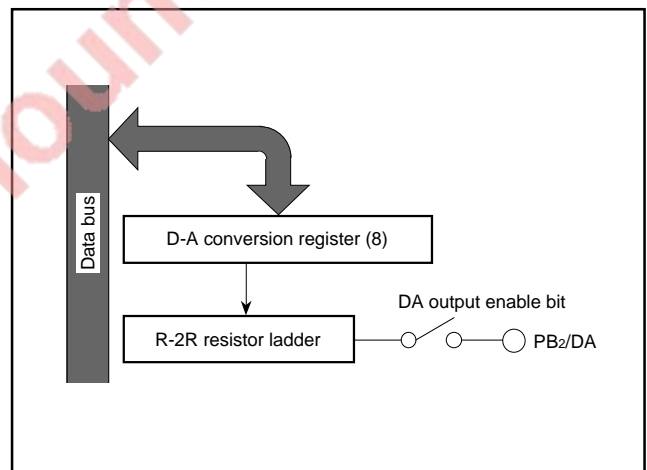 Data bus
D-A conversion register (8)
DA output enable bit
R-2R resistor ladder
PB2/DA